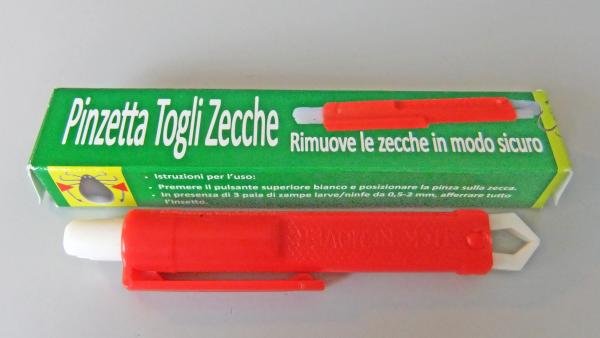 Pinzetta Togli Zecche
Rimuove le zecche in modo sicuro
• Istruzioni per l'uso:
• Premere il pulsante superiore bianco e posizionare la pinza sulla zecca.
• In presenza di 3 paia di zampe larve/ninfe da 0,5-2 mm, afferrare tutto
l'insetto.
TICK REMOVER